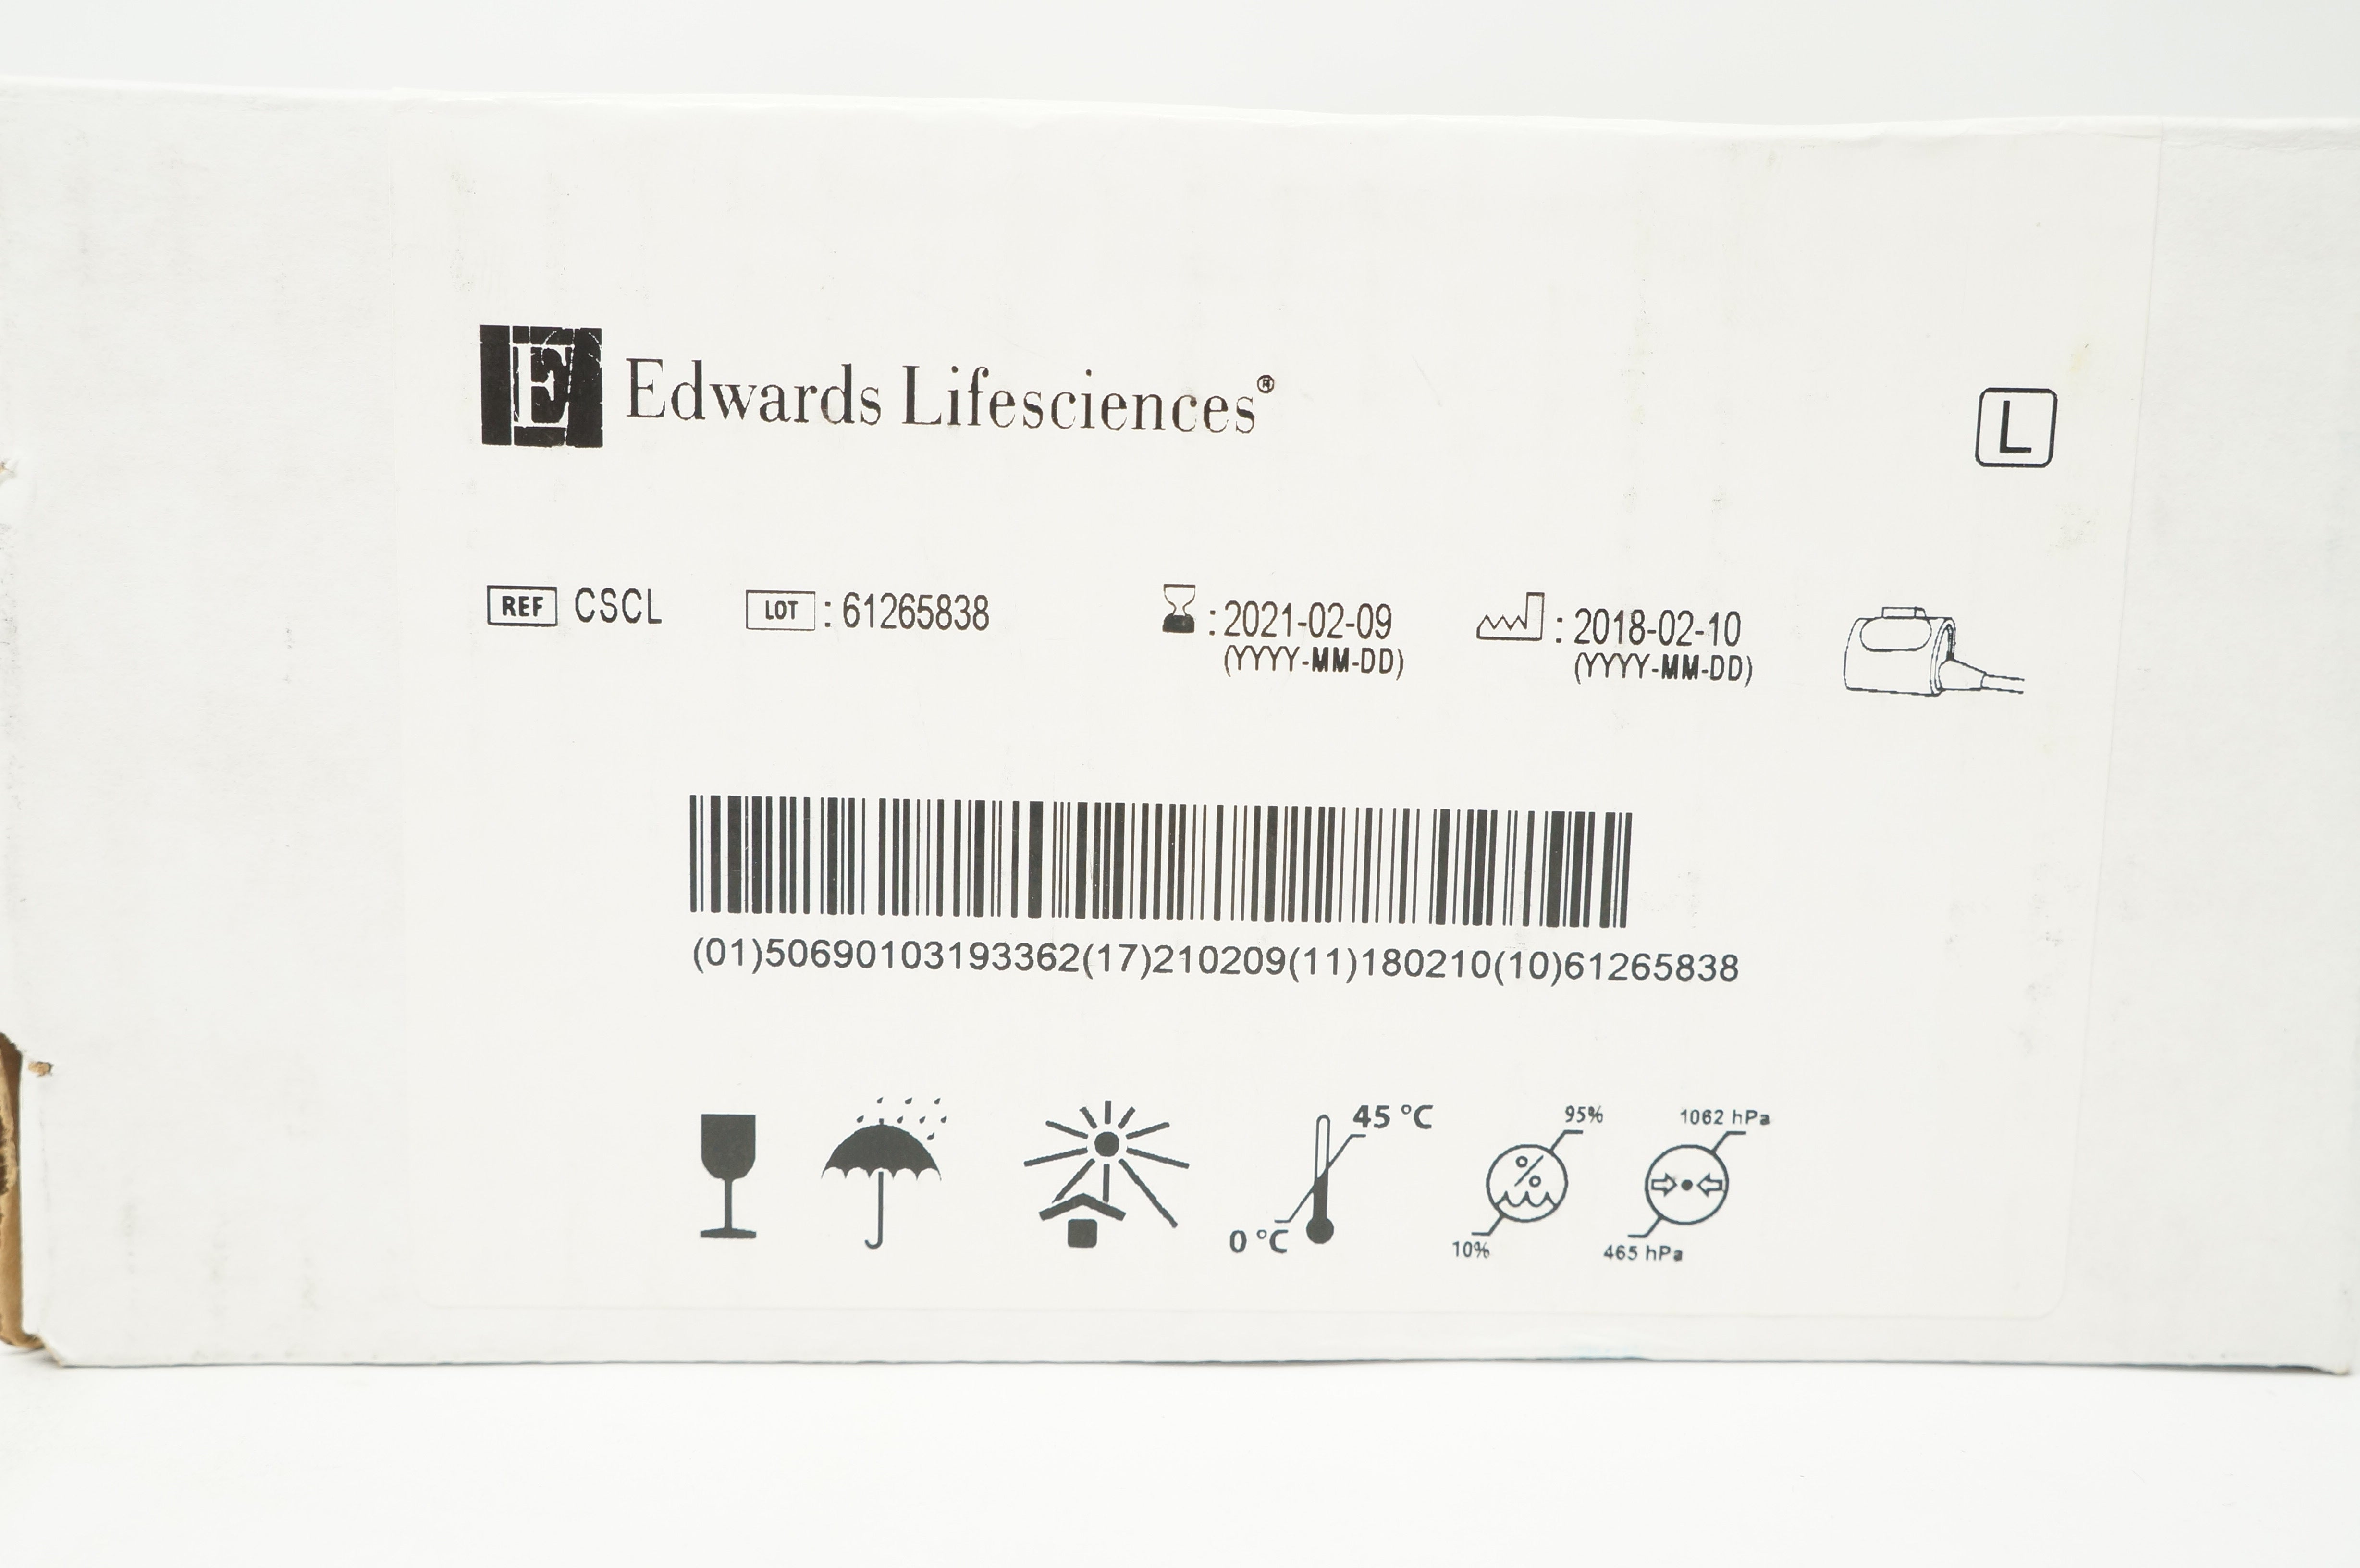 E Edwards Lifesciences®
L
REF CSCL LOT : 61265838 : 2021-02-09 : 2018-02-10
(YYYY-MM-DD) (YYYY-MM-DD)
(01)50690103193362(17)210209(11)180210(10)61265838
45 °C 95% 1062 hPa
%
0 °C 10% 465 hPa